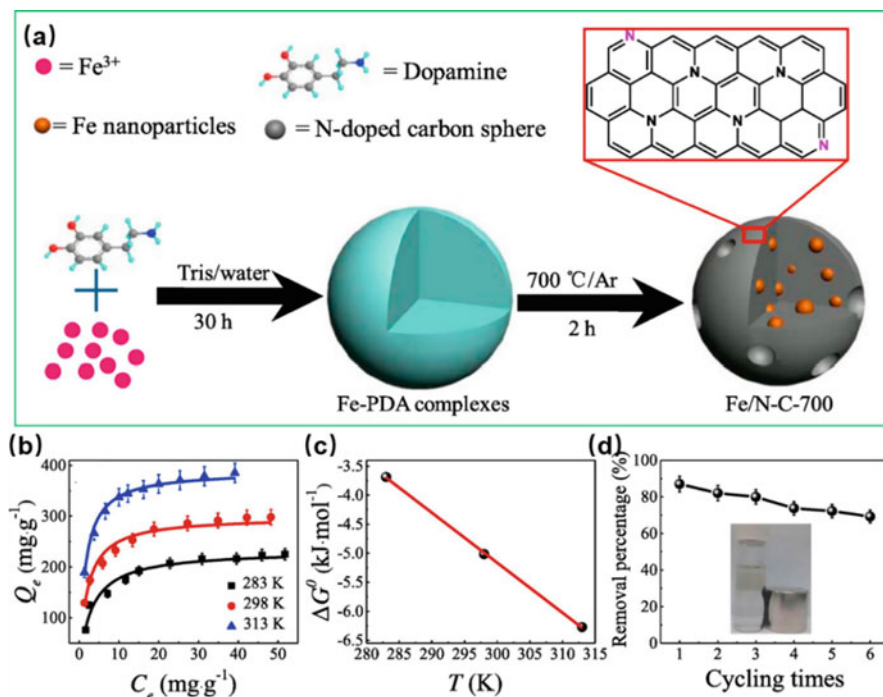 (a)
= Fe³⁺
= Dopamine
= Fe nanoparticles
= N-doped carbon sphere
N
N
N
N
N
N
Tris/water
30 h
700 ℃/Ar
2 h
Fe-PDA complexes
Fe/N-C-700
(b)
400
300
200
100
0 10 20 30 40 50
Qₑ (mg·g⁻¹)
Cₑ (mg·g⁻¹)
283 K
298 K
313 K
(c)
-3.5
-4.0
-4.5
-5.0
-5.5
-6.0
-6.5
280 285 290 295 300 305 310 315
ΔG⁰ (kJ·mol⁻¹)
T (K)
(d)
100
80
60
40
20
0
1 2 3 4 5 6
Removal percentage (%)
Cycling times